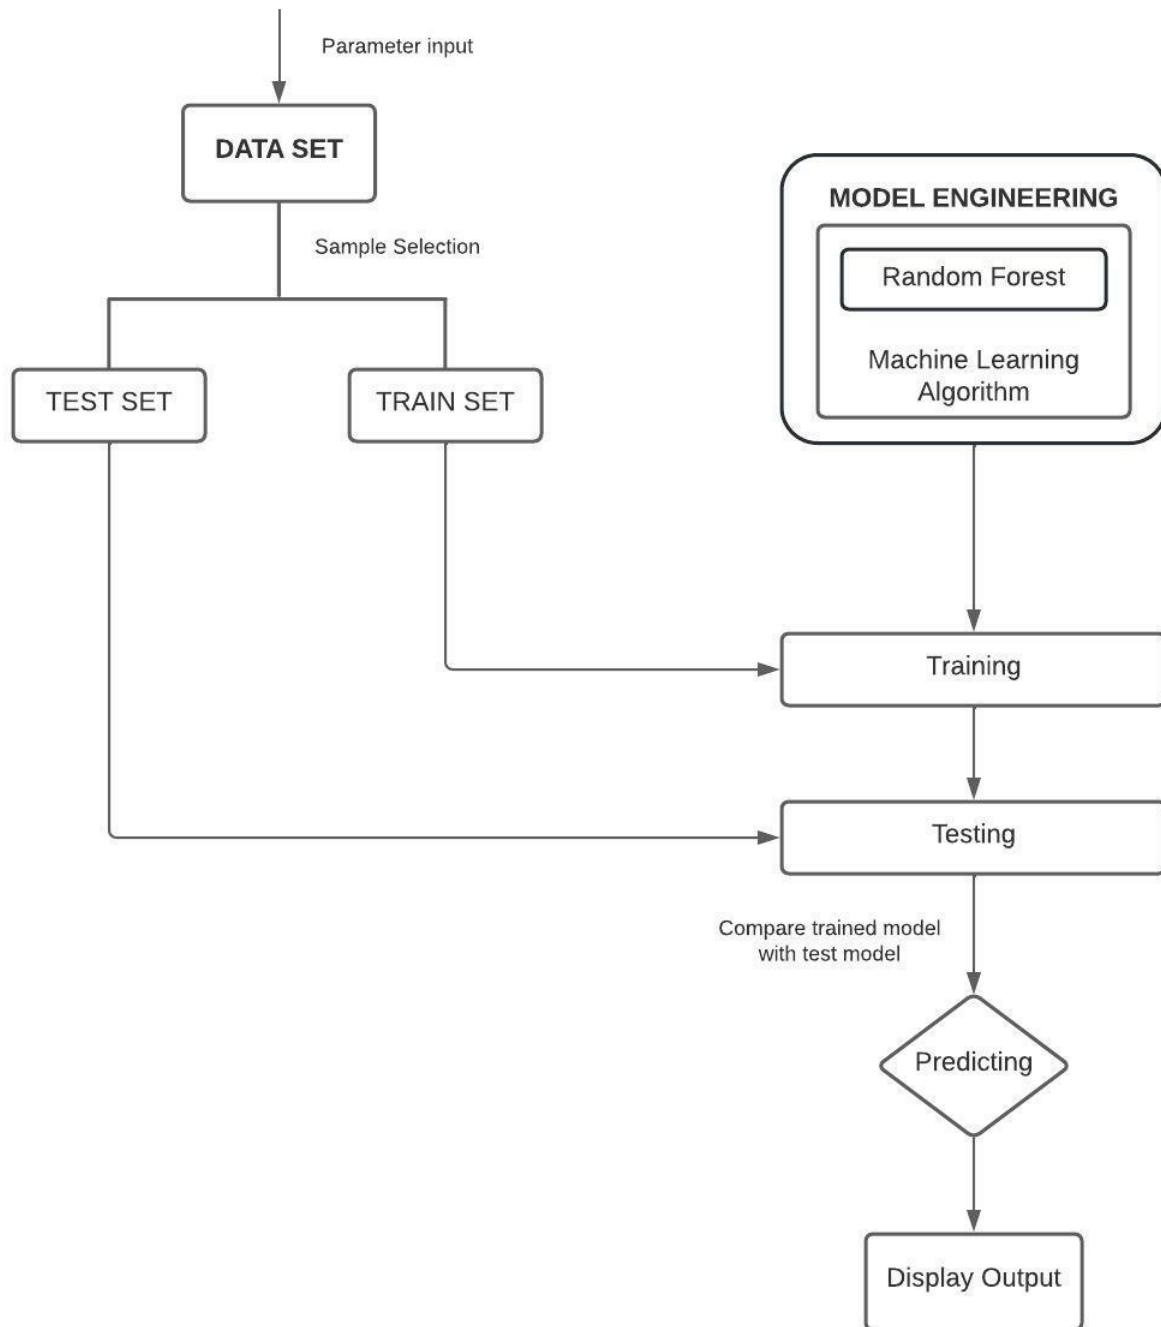 Parameter input
DATA SET
Sample Selection
TEST SET
TRAIN SET
MODEL ENGINEERING
Random Forest
Machine Learning
Algorithm
Training
Testing
Compare trained model
with test model
Predicting
Display Output